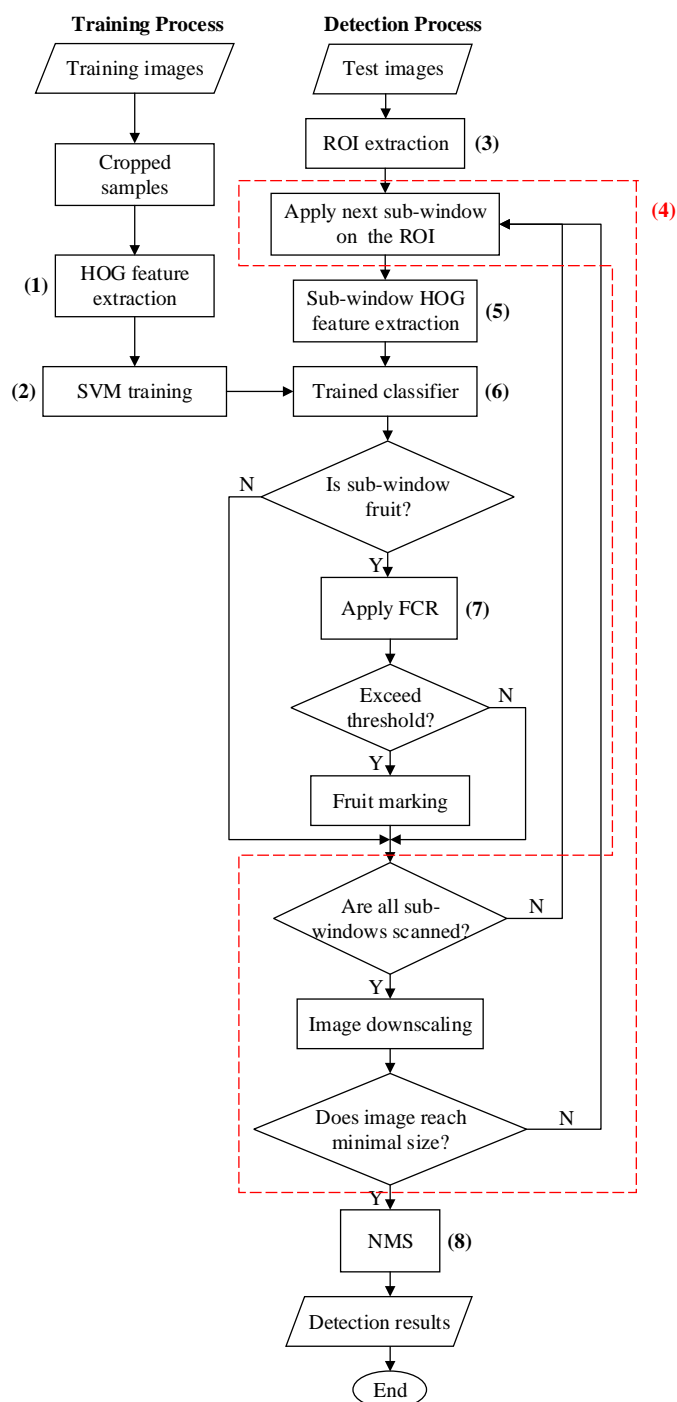 Training Process
Detection Process
Training images
Test images
ROI extraction
(3)
Cropped
samples
Apply next sub-window
on the ROI
(4)
(1)
HOG feature
extraction
Sub-window HOG
feature extraction
(5)
(2)
SVM training
Trained classifier
(6)
Is sub-window
fruit?
N
Y
Apply FCR
(7)
Exceed
threshold?
N
Y
Fruit marking
Are all sub-
windows scanned?
N
Y
Image downscaling
Does image reach
minimal size?
N
Y
NMS
(8)
Detection results
End